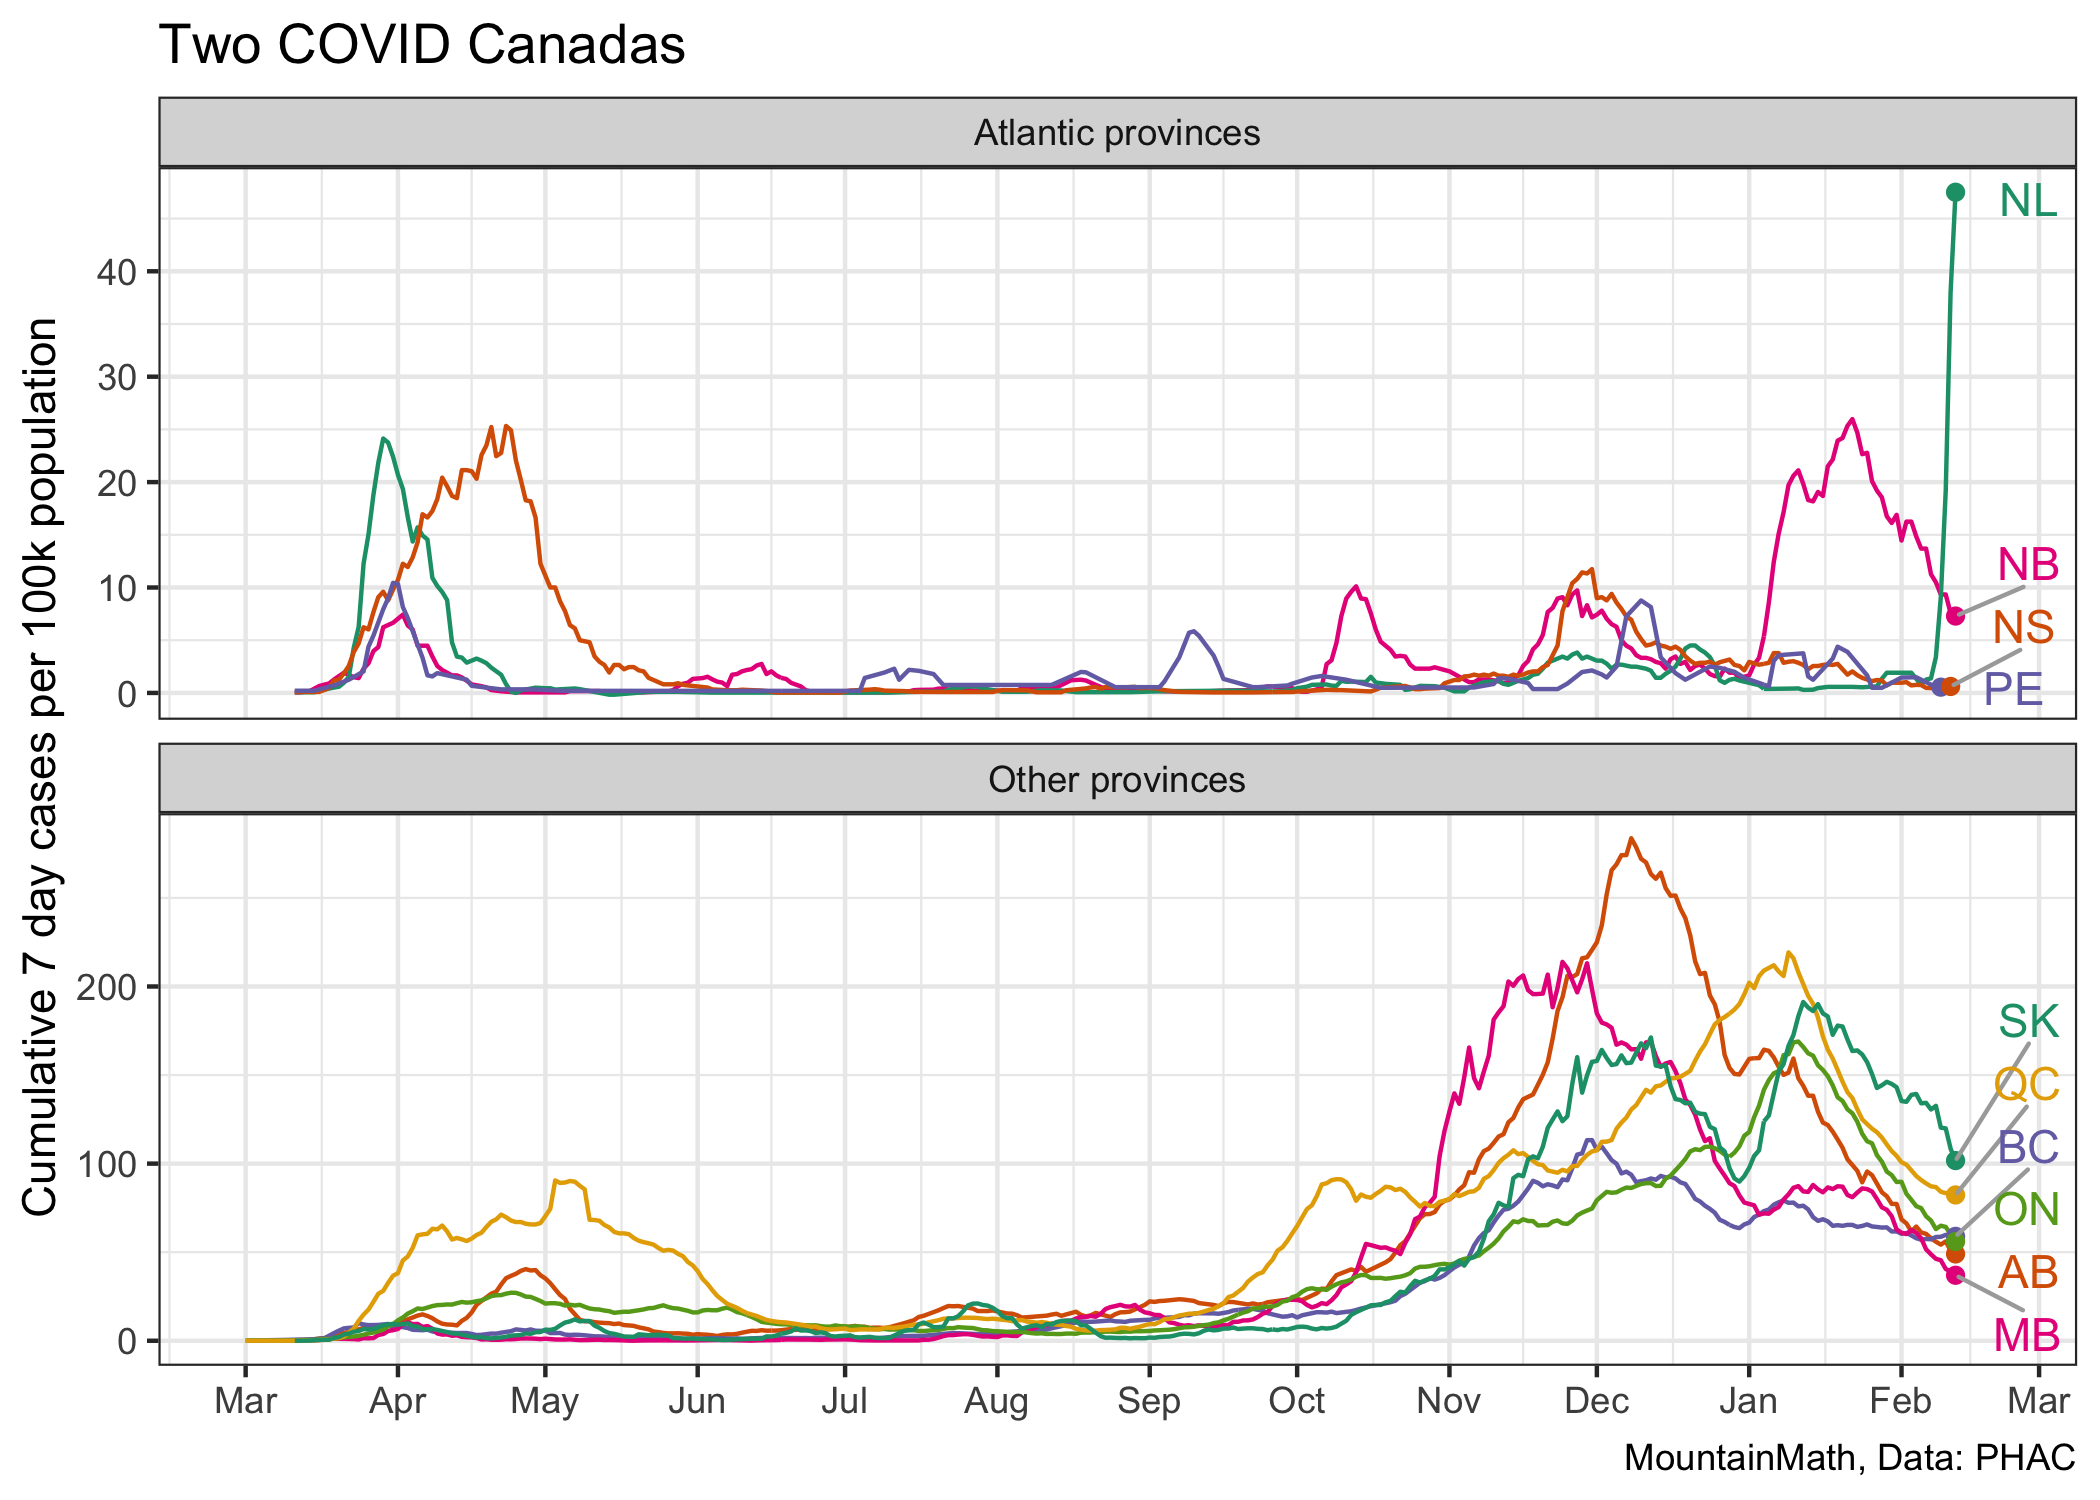 Two COVID Canadas
Atlantic provinces
Cumulative 7 day cases per 100k population
40
30
20
10
0
NL
NB
NS
PE
Other provinces
200
100
0
SK
QC
BC
ON
AB
MB
Mar Apr May Jun Jul Aug Sep Oct Nov Dec Jan Feb Mar
MountainMath, Data: PHAC